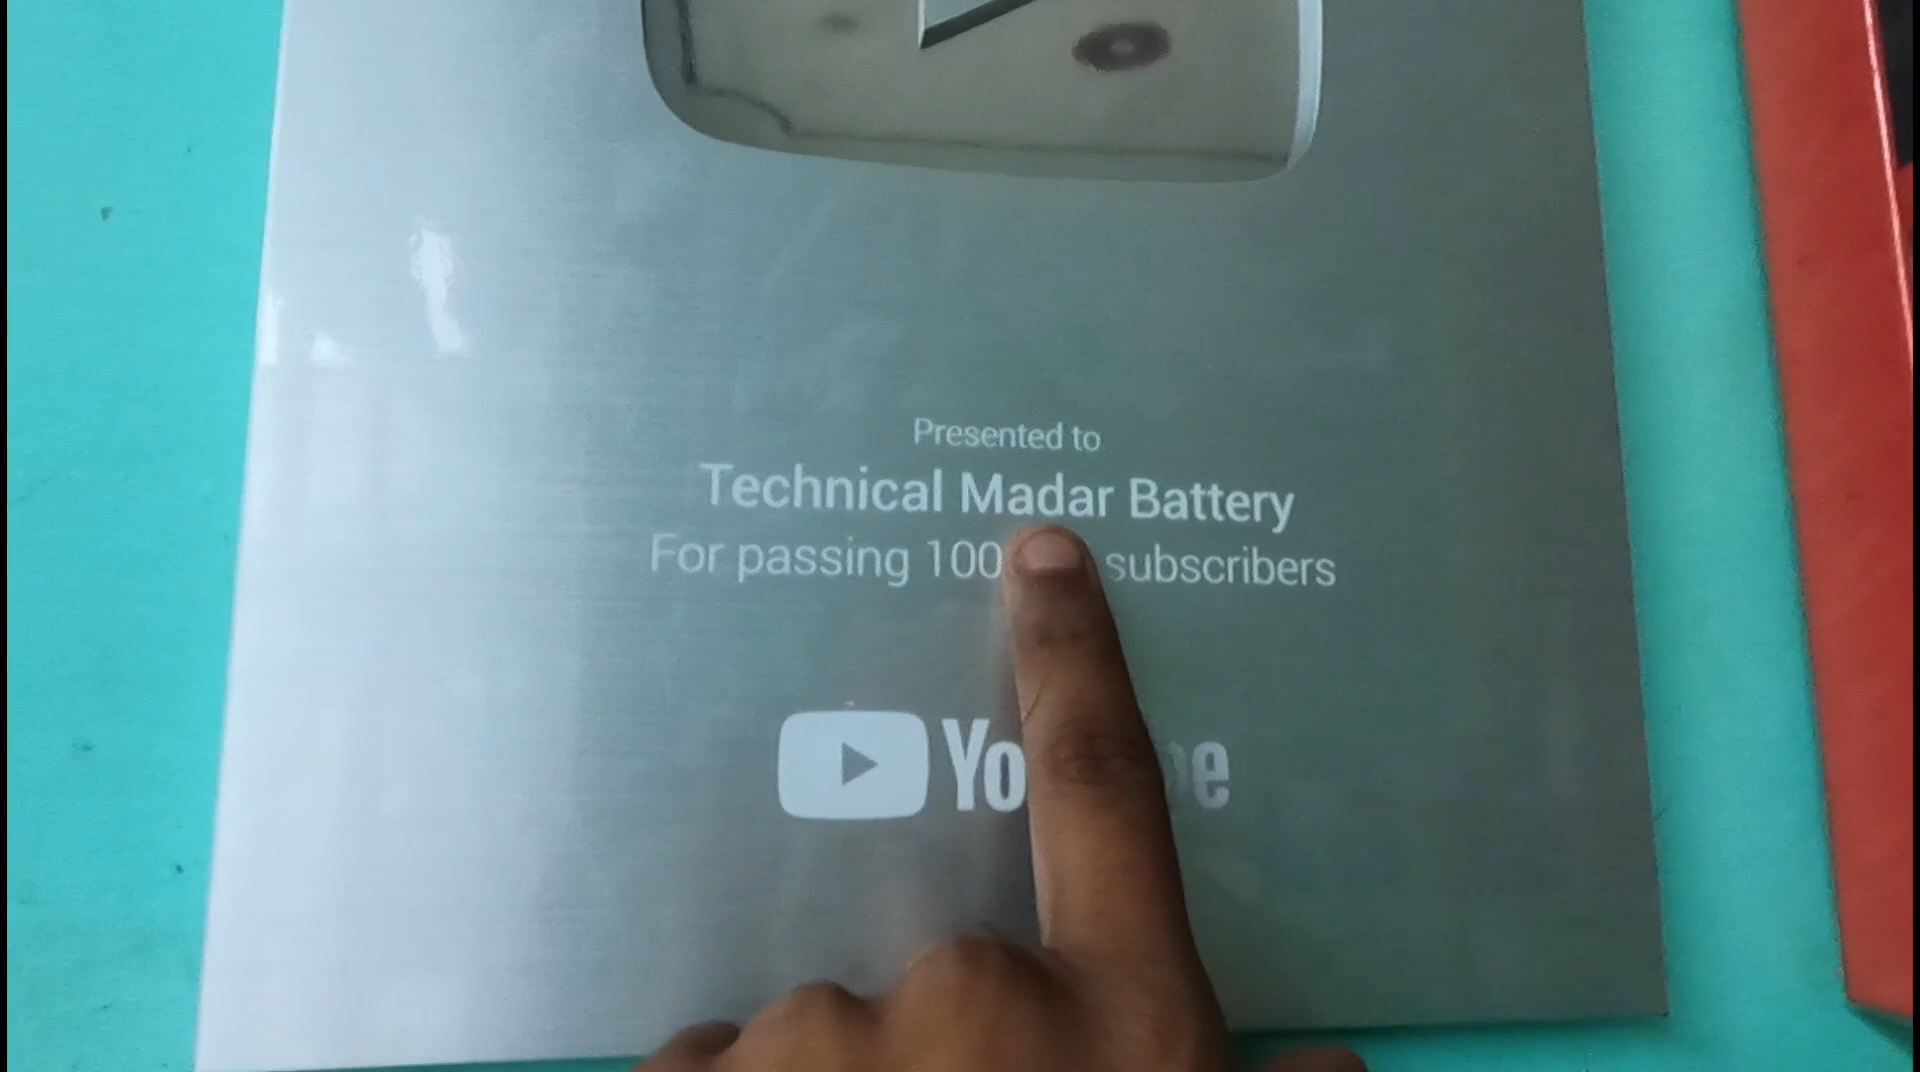 Presented to
Technical Madar Battery
For passing 100 subscribers